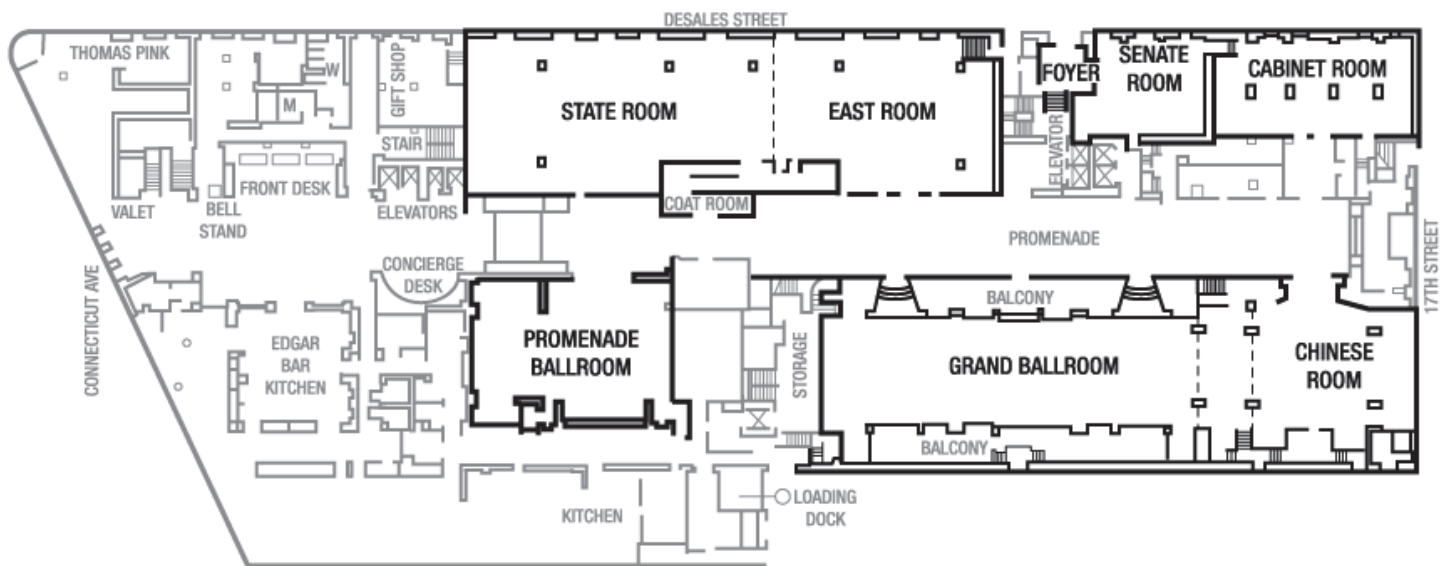 DESALES STREET
THOMAS PINK
W
M
GIFT SHOP
STAIR
STATE ROOM
EAST ROOM
FOYER
SENATE
ROOM
CABINET ROOM
ELEVATOR
FRONT DESK
VALET
BELL
STAND
ELEVATORS
COAT ROOM
PROMENADE
17TH STREET
CONNECTICUT AVE
CONCIERGE
DESK
EDGAR
BAR
KITCHEN
PROMENADE
BALLROOM
STORAGE
BALCONY
GRAND BALLROOM
CHINESE
ROOM
BALCONY
KITCHEN
LOADING
DOCK